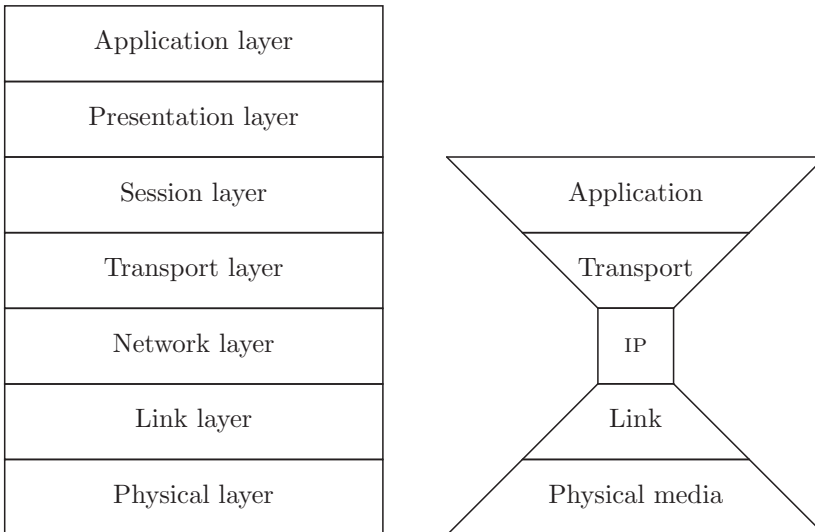 Application layer
Presentation layer
Session layer
Transport layer
Network layer
Link layer
Physical layer
Application
Transport
IP
Link
Physical media